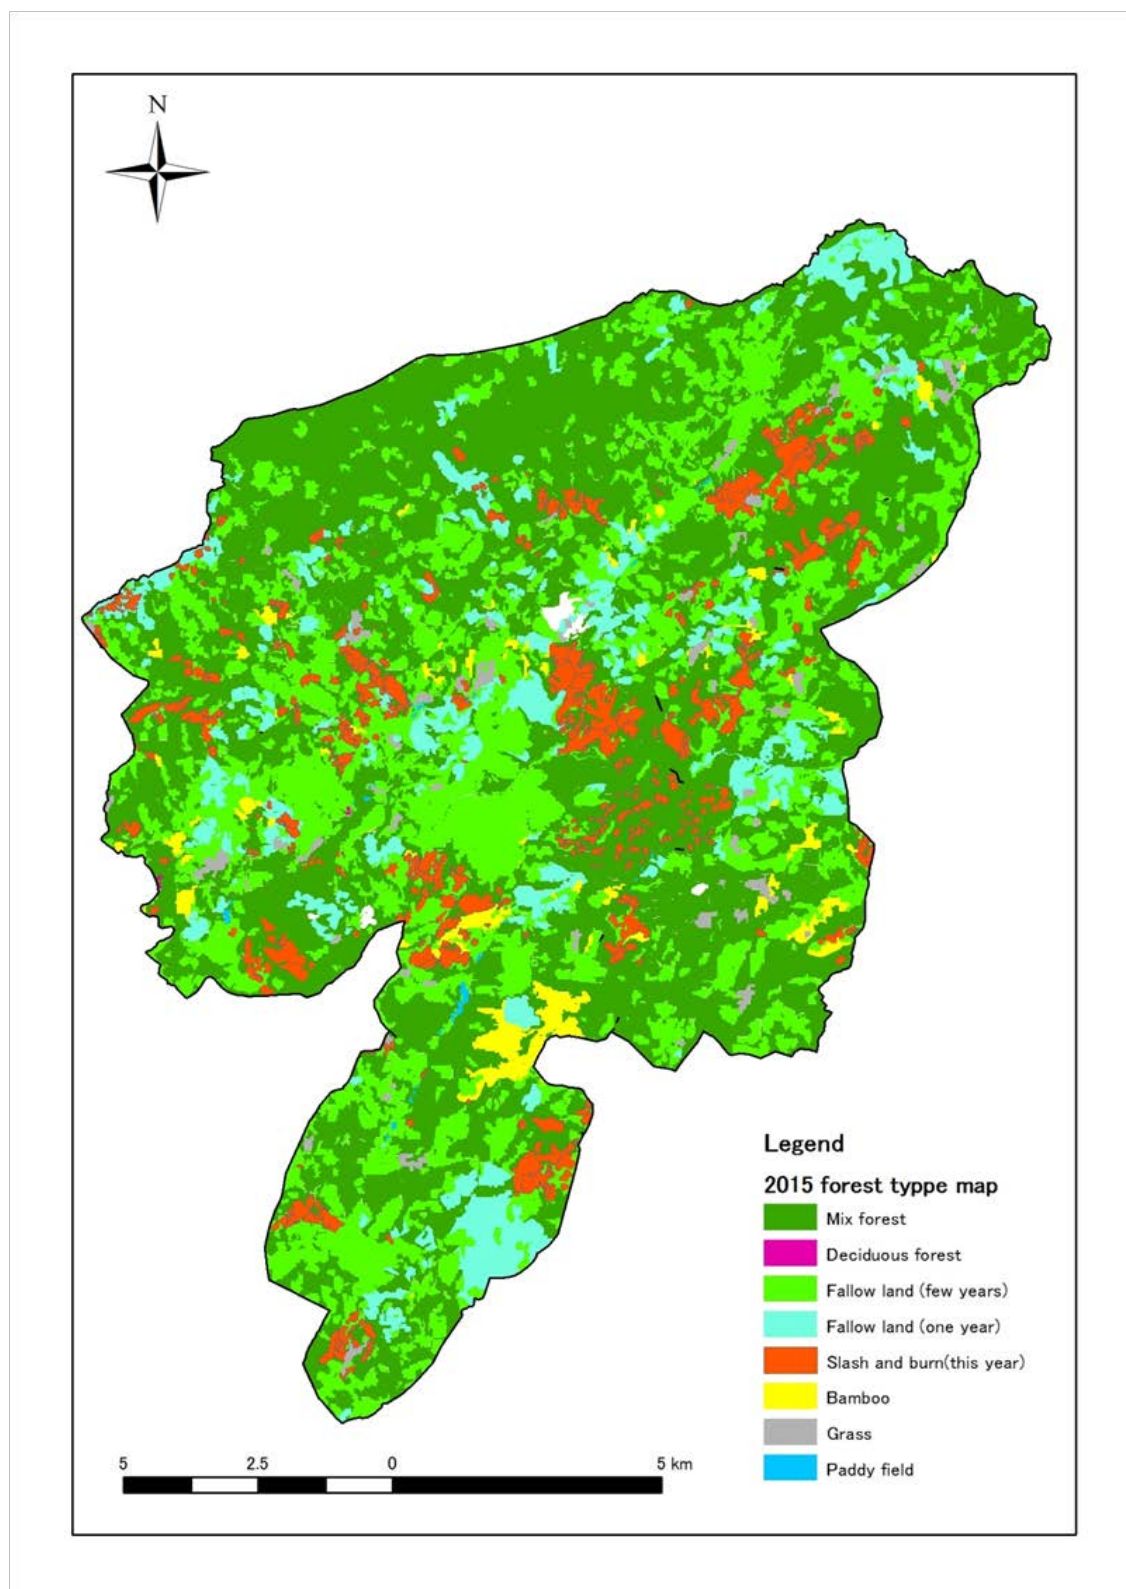 N
Legend
2015 forest typpe map
Mix forest
Deciduous forest
Fallow land (few years)
Fallow land (one year)
Slash and burn(this year)
Bamboo
Grass
Paddy field
5 2.5 0 5 km